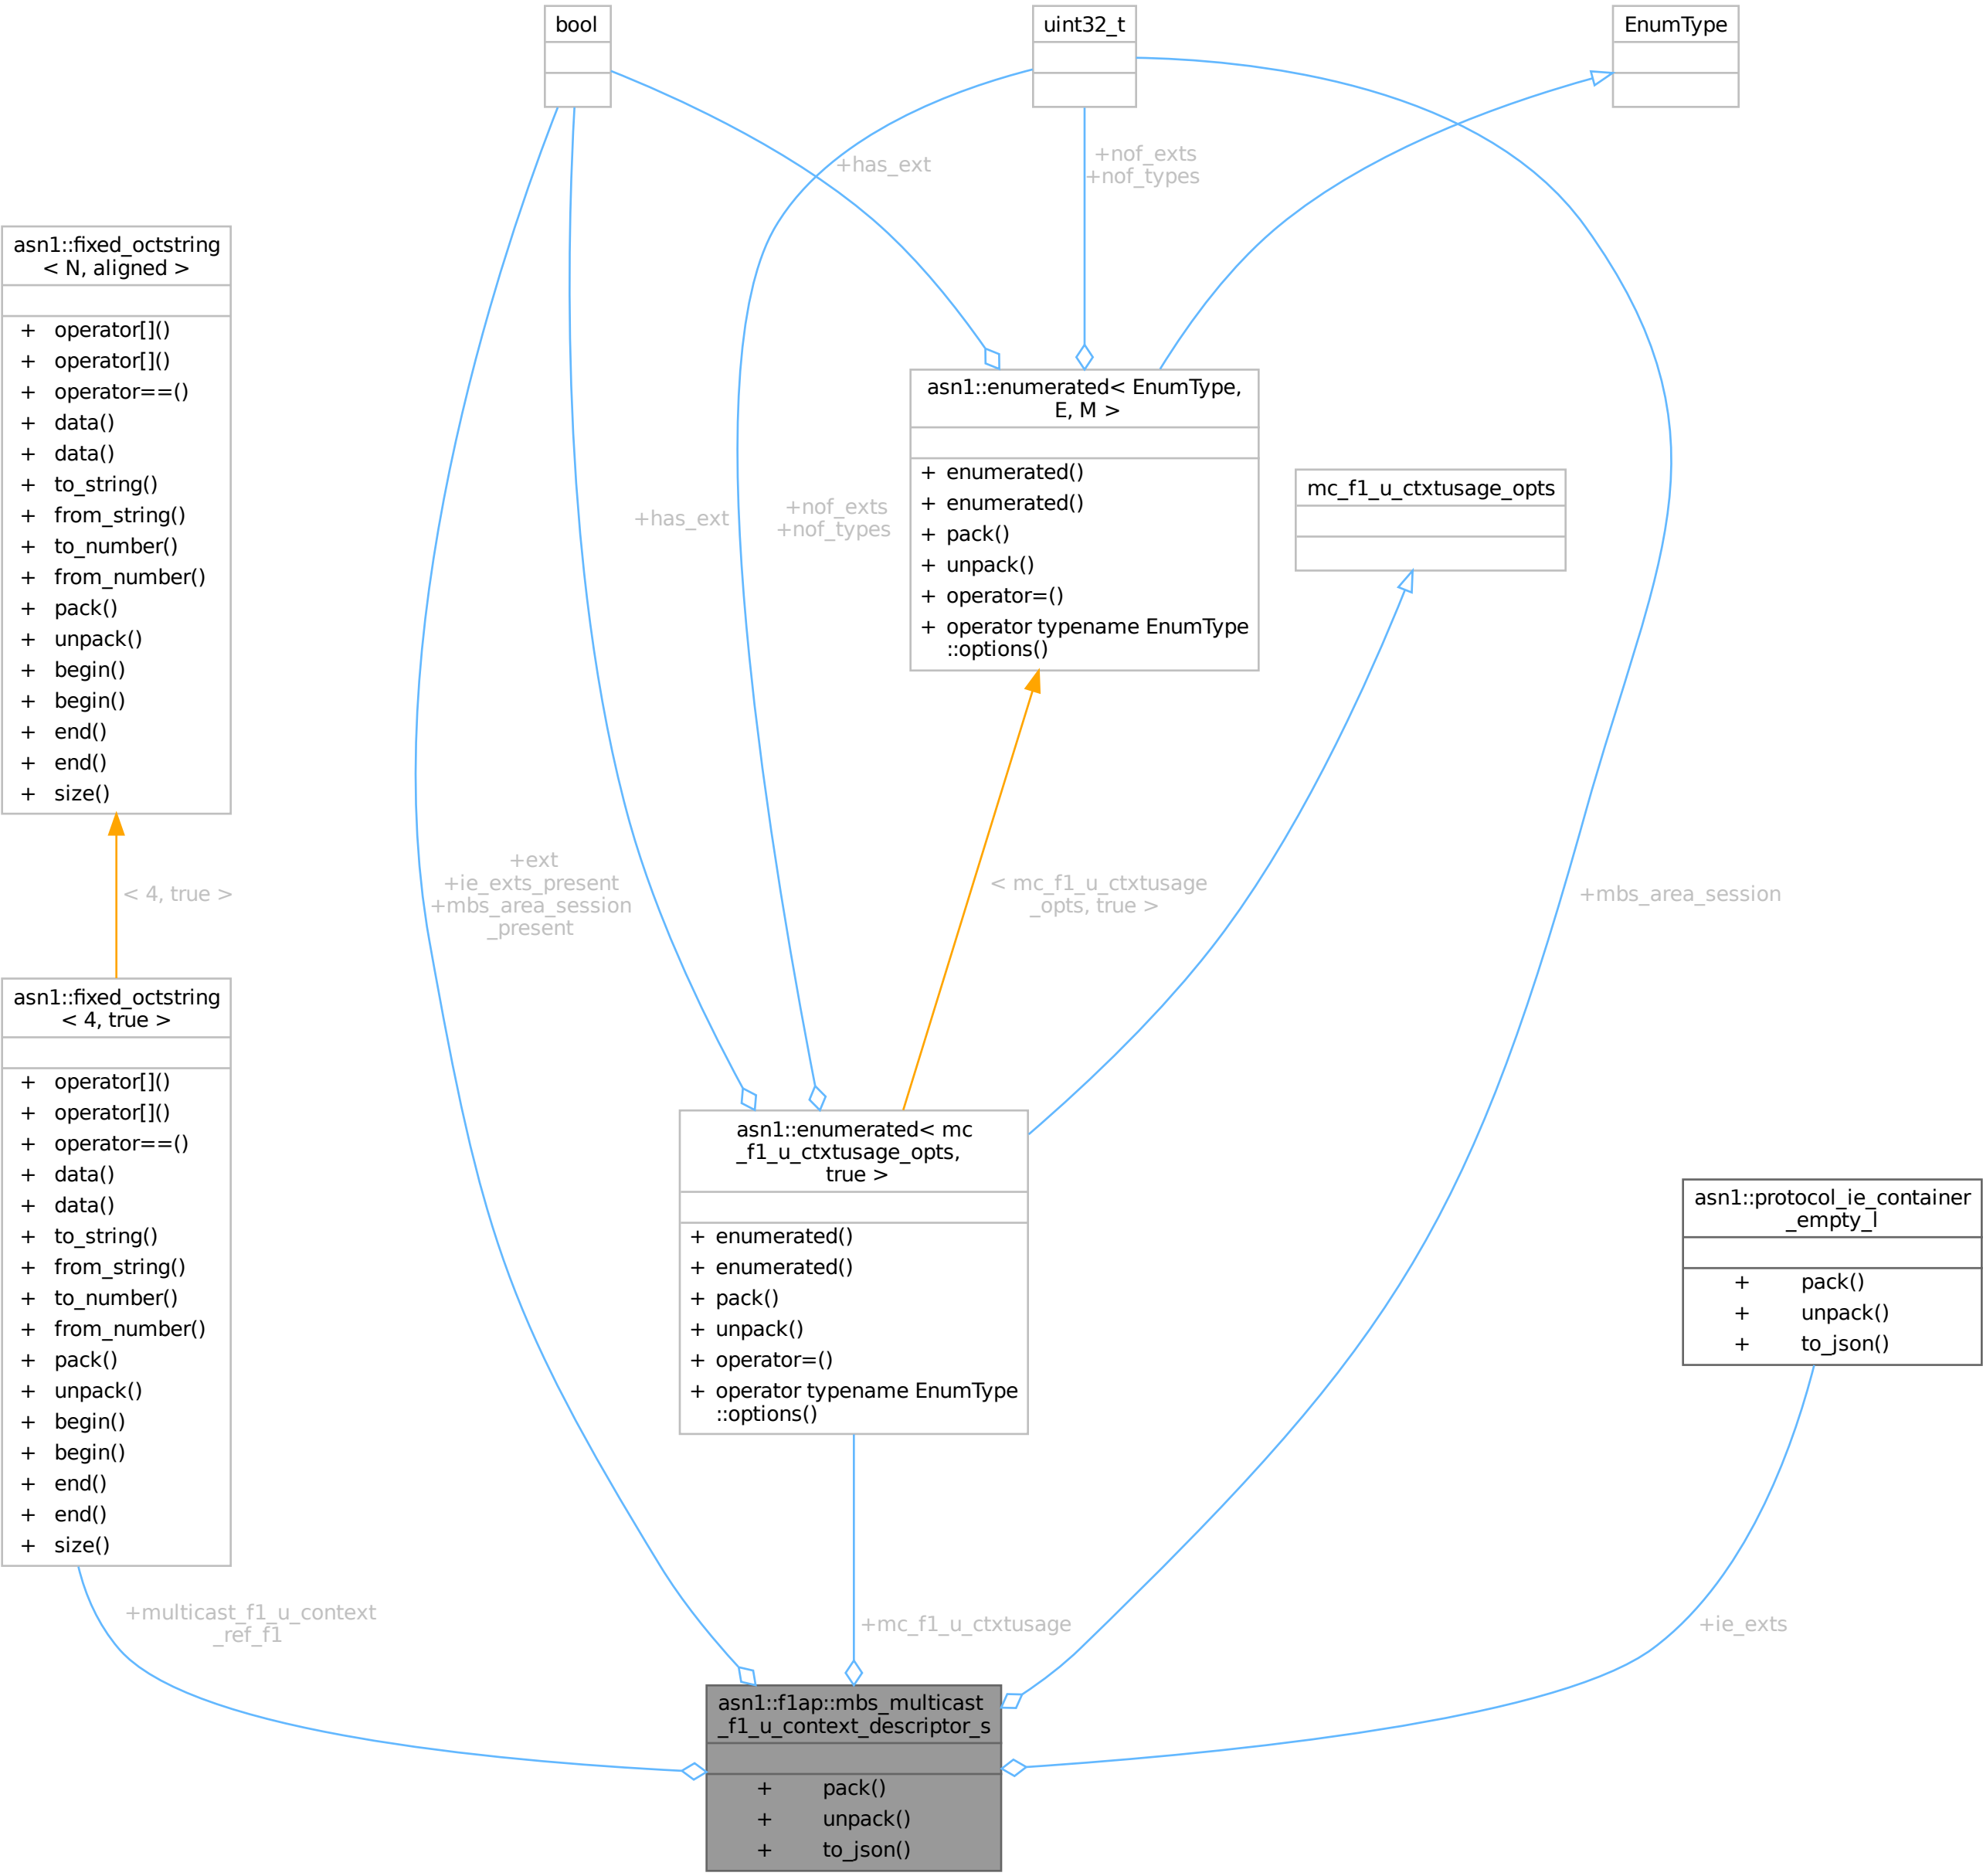 bool
uint32_t
EnumType
+has_ext
+nof_exts
+nof_types
asn1::fixed_octstring
< N, aligned >
+ operator[]()
+ operator[]()
+ operator==()
+ data()
+ data()
+ to_string()
+ from_string()
+ to_number()
+ from_number()
+ pack()
+ unpack()
+ begin()
+ begin()
+ end()
+ end()
+ size()
asn1::enumerated< EnumType,
E, M >
+ enumerated()
+ enumerated()
+ pack()
+ unpack()
+ operator=()
+ operator typename EnumType
::options()
mc_f1_u_ctxtusage_opts
+has_ext
+nof_exts
+nof_types
+ext
+ie_exts_present
+mbs_area_session
_present
< 4, true >
< mc_f1_u_ctxtusage
_opts, true >
+mbs_area_session
asn1::fixed_octstring
< 4, true >
+ operator[]()
+ operator[]()
+ operator==()
+ data()
+ data()
+ to_string()
+ from_string()
+ to_number()
+ from_number()
+ pack()
+ unpack()
+ begin()
+ begin()
+ end()
+ end()
+ size()
asn1::enumerated< mc
_f1_u_ctxtusage_opts,
true >
+ enumerated()
+ enumerated()
+ pack()
+ unpack()
+ operator=()
+ operator typename EnumType
::options()
asn1::protocol_ie_container
_empty_l
+ pack()
+ unpack()
+ to_json()
+multicast_f1_u_context
_ref_f1
+mc_f1_u_ctxtusage
+ie_exts
asn1::f1ap::mbs_multicast
_f1_u_context_descriptor_s
+ pack()
+ unpack()
+ to_json()